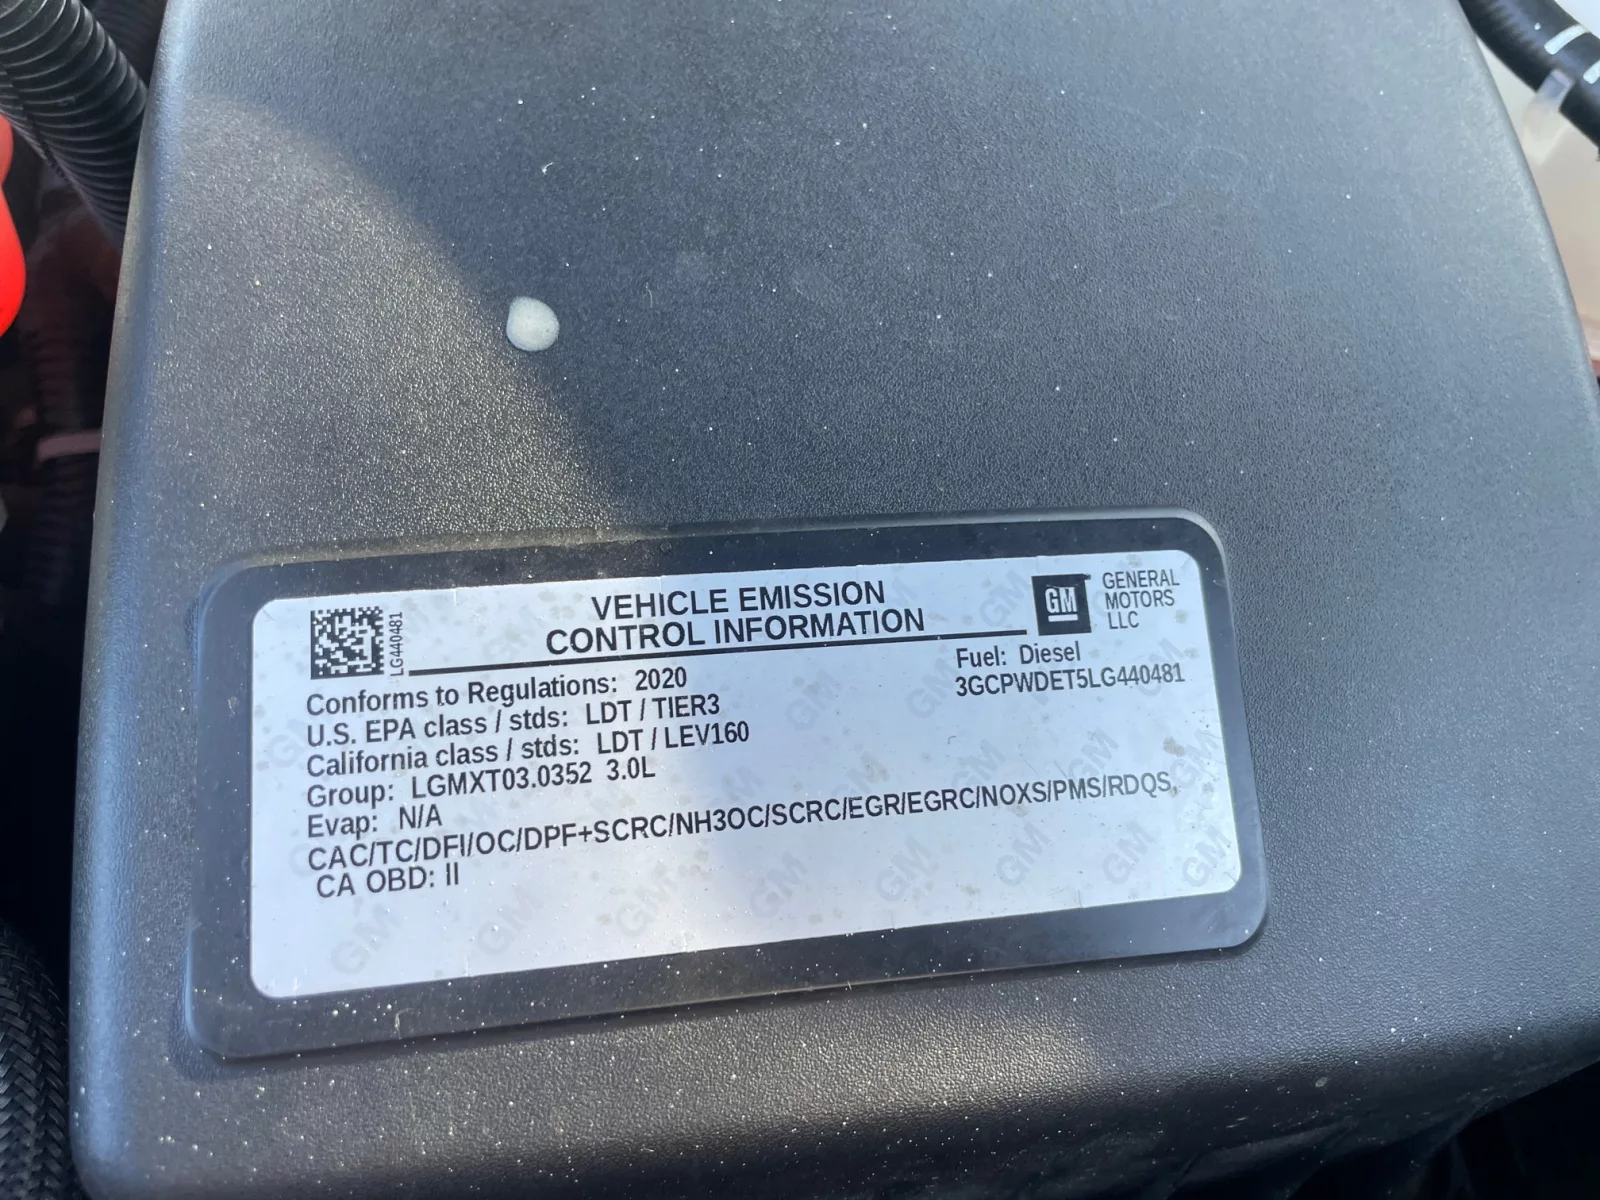 LG440481
VEHICLE EMISSION
CONTROL INFORMATION
GM
GENERAL
MOTORS
LLC
Conforms to Regulations: 2020
U.S. EPA class / stds: LDT / TIER3
California class / stds: LDT / LEV160
Group: LGMXT03.0352 3.0L
Evap: N/A
Fuel: Diesel
3GCPWDET5LG440481
CAC/TC/DFI/OC/DPF+SCRC/NH3OC/SCRC/EGR/EGRC/NOXS/PMS/RDQS,
CA OBD: II